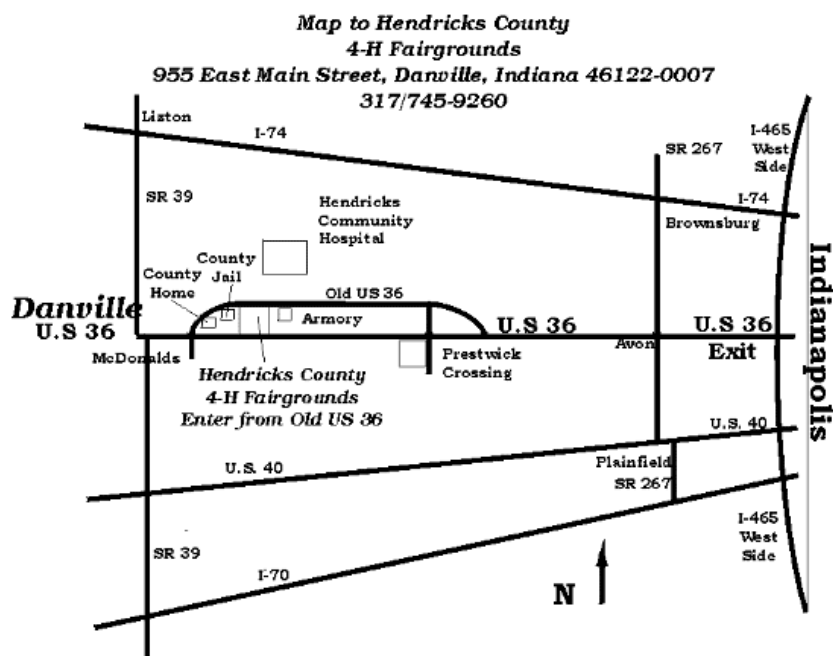 Map to Hendricks County
4-H Fairgrounds
955 East Main Street, Danville, Indiana 46122-0007
317/745-9260
Lizton
I-74
I-465
West
Side
SR 267
SR 39
I-74
Brownsburg
Hendricks
Community
Hospital
County
Jail
County
Home
Old US 36
Armory
Danville
U.S 36
U.S 36
U.S 36
Exit
Indianapolis
McDonalds
Avon
Prestwick
Crossing
Hendricks County
4-H Fairgrounds
Enter from Old US 36
U.S. 40
U.S. 40
Plainfield
SR 267
I-465
West
Side
SR 39
I-70
N